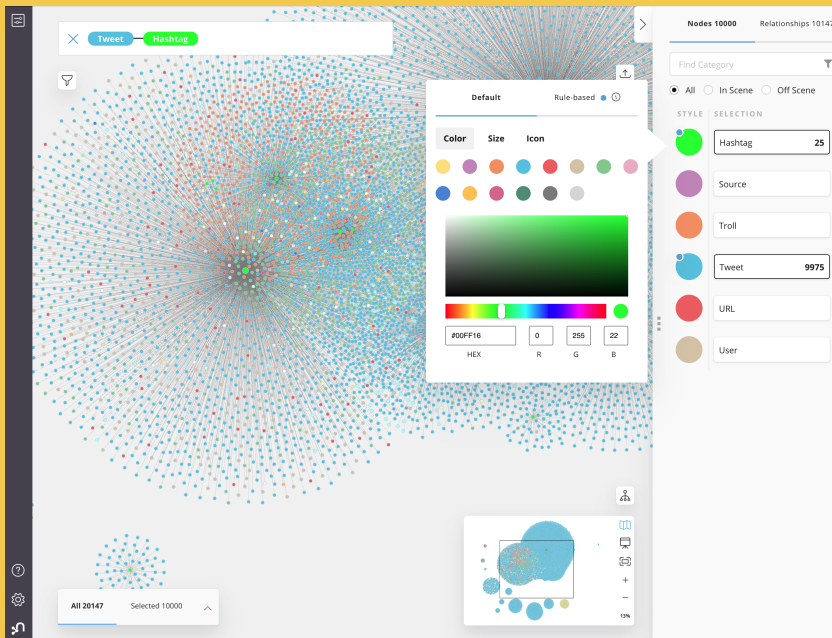 Tweet Hashtag
Nodes 10000 Relationships 10147
Find Category
All In Scene Off Scene
STYLE SELECTION
Hashtag 25
Source
Troll
Tweet 9975
URL
User
Default Rule-based
Color Size Icon
#00FF16 0 255 22
HEX R G B
All 20147 Selected 10000
13%